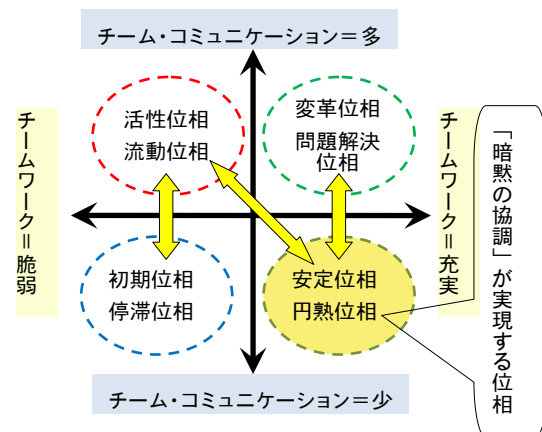 チーム・コミュニケーション＝多
活性位相
流動位相
変革位相
問題解決
位相
チームワーク＝脆弱
チームワーク＝充実
「暗黙の協調」が実現する位相
初期位相
停滞位相
安定位相
円熟位相
チーム・コミュニケーション＝少